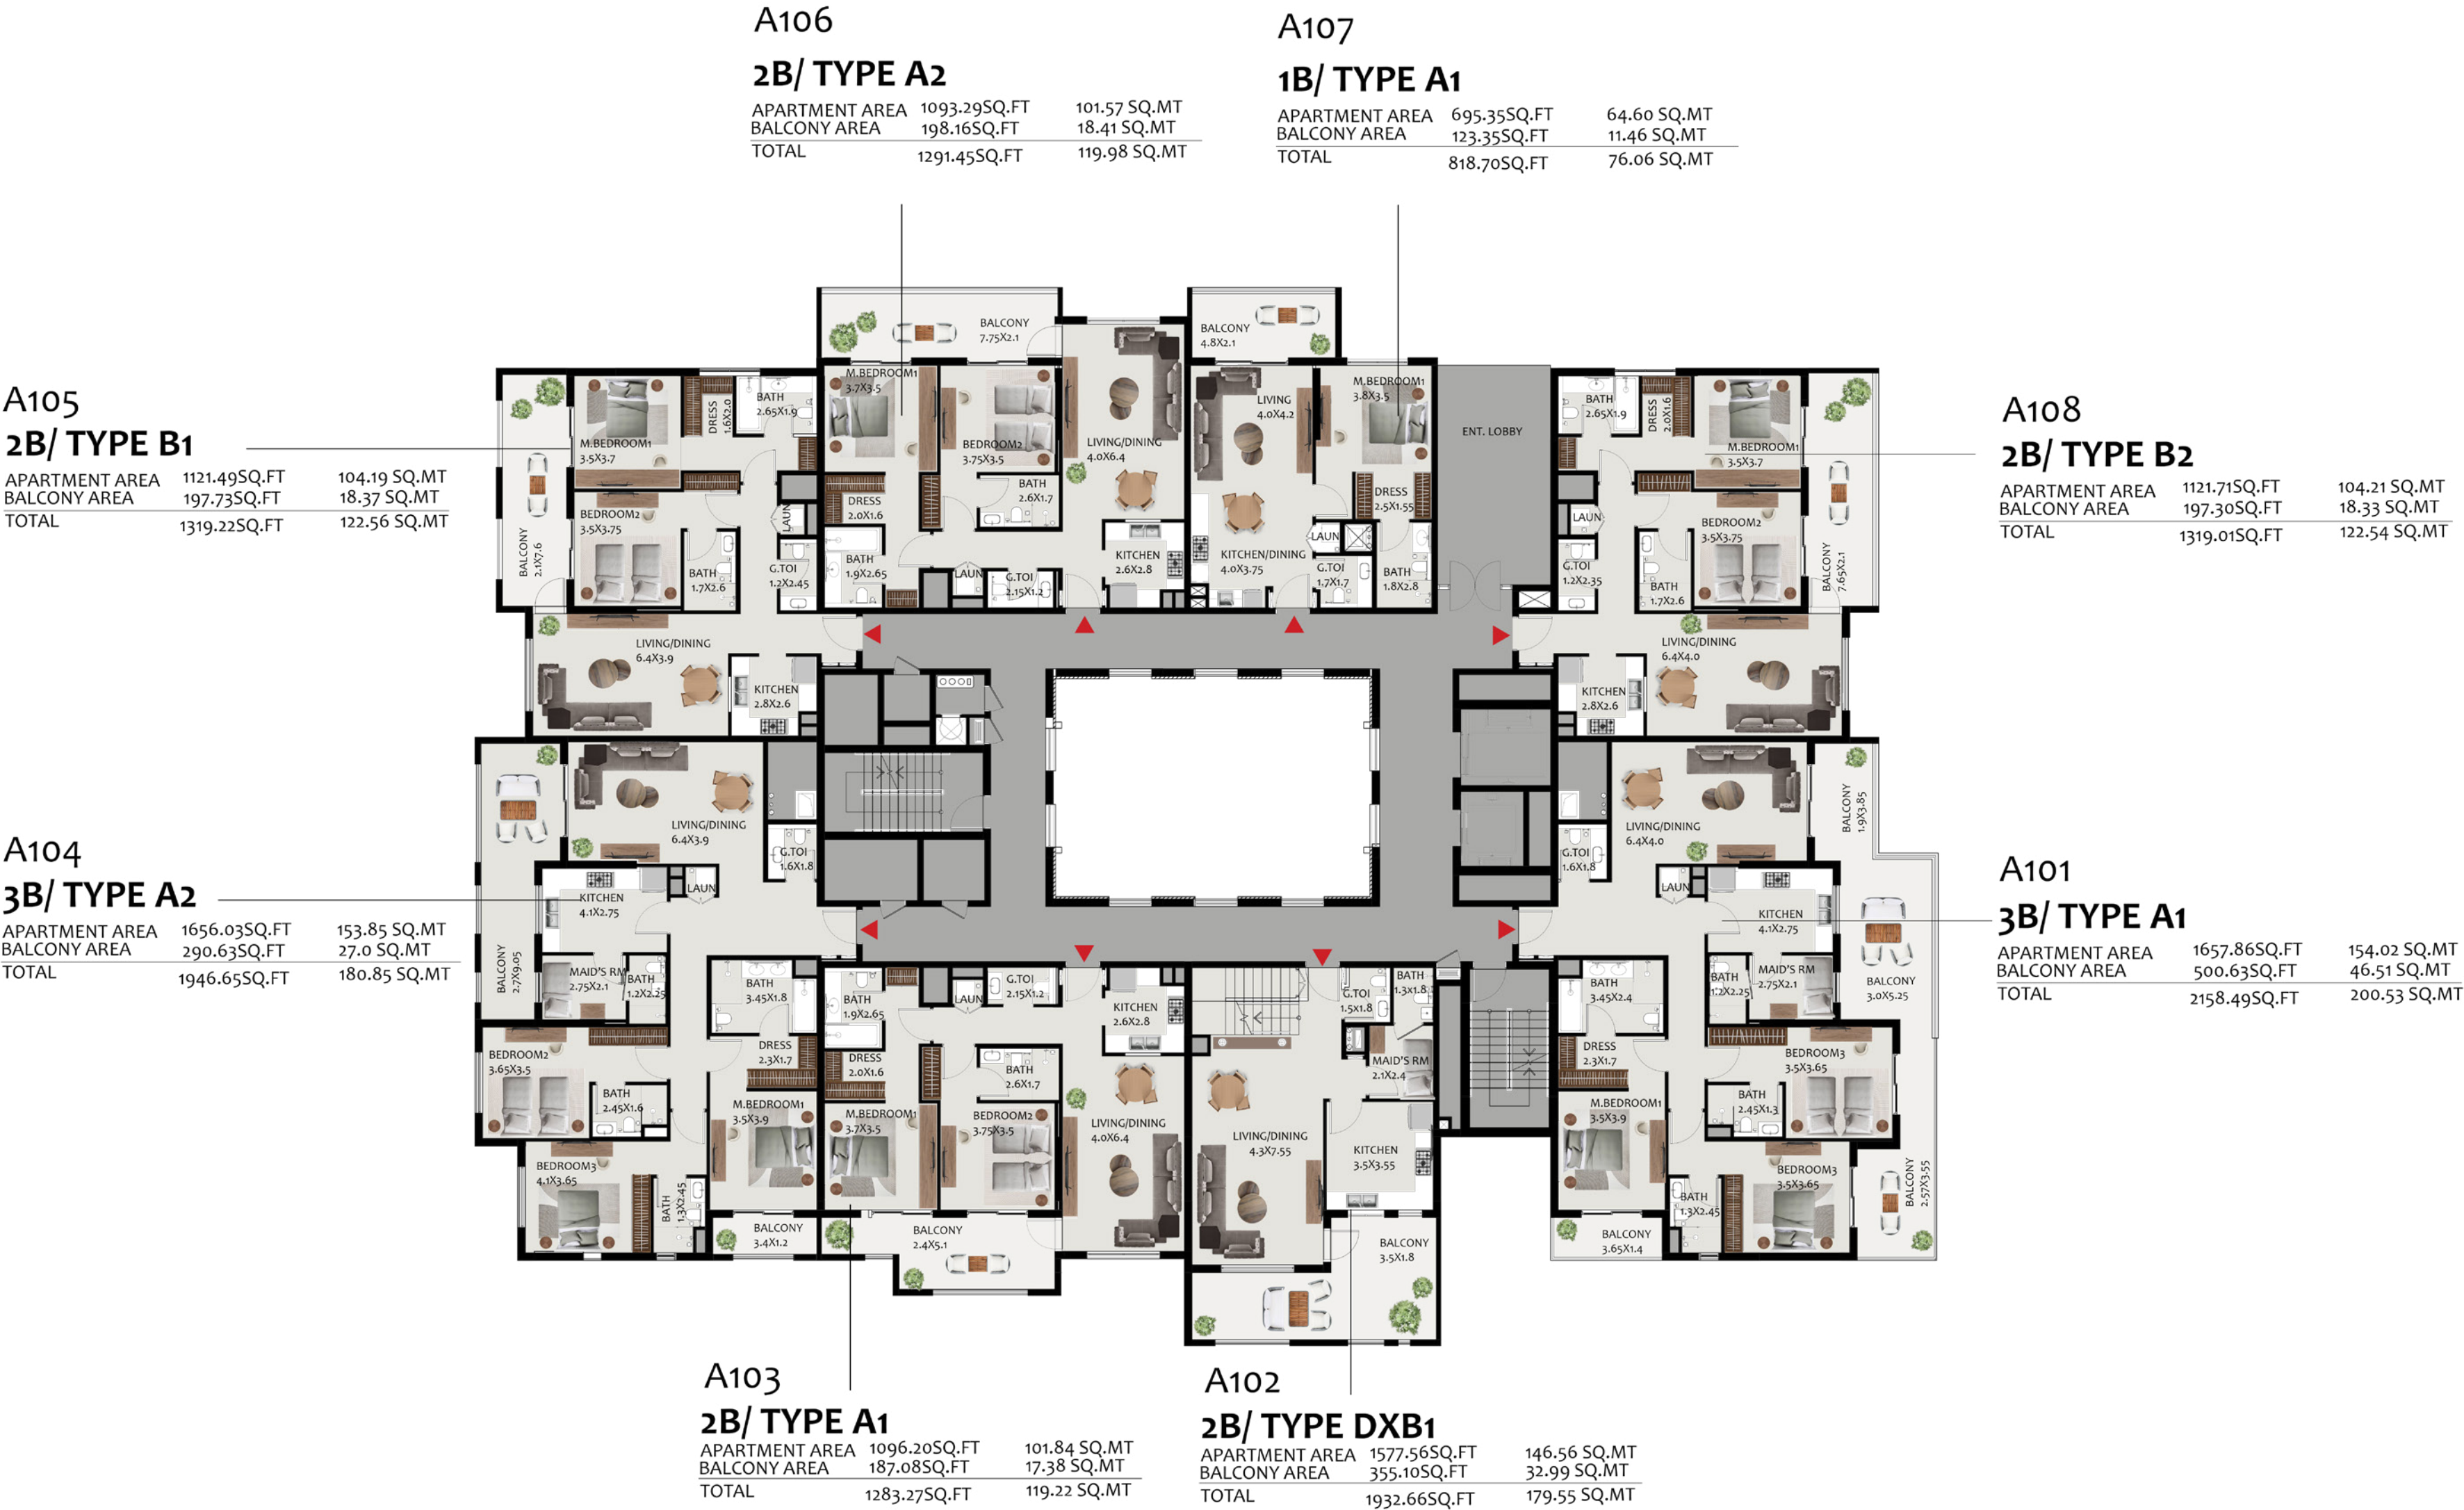 A106
2B/ TYPE A2
APARTMENT AREA 1093.29SQ.FT 101.57 SQ.MT
BALCONY AREA 198.16SQ.FT 18.41 SQ.MT
TOTAL 1291.45SQ.FT 119.98 SQ.MT
A107
1B/ TYPE A1
APARTMENT AREA 695.35SQ.FT 64.60 SQ.MT
BALCONY AREA 123.35SQ.FT 11.46 SQ.MT
TOTAL 818.70SQ.FT 76.06 SQ.MT
A105
2B/ TYPE B1
APARTMENT AREA 1121.49SQ.FT 104.19 SQ.MT
BALCONY AREA 197.73SQ.FT 18.37 SQ.MT
TOTAL 1319.22SQ.FT 122.56 SQ.MT
M.BEDROOM1
3.5X3.7
DRESS
1.6X2.0
BATH
2.65X1.9
BEDROOM2
3.5X3.75
BALCONY
2.1X7.6
BATH
1.7X2.6
LAUN
G.TOI
1.2X2.45
LIVING/DINING
6.4X3.9
KITCHEN
2.8X2.6
BALCONY
7.75X2.1
M.BEDROOM1
3.7X3.5
BEDROOM2
3.75X3.5
LIVING/DINING
4.0X6.4
DRESS
2.0X1.6
BATH
2.6X1.7
BATH
1.9X2.65
LAUN
G.TOI
2.15X1.2
KITCHEN
2.6X2.8
BALCONY
4.8X2.1
LIVING
4.0X4.2
M.BEDROOM1
3.8X3.5
DRESS
2.5X1.55
KITCHEN/DINING
4.0X3.75
LAUN
G.TOI
1.7X1.7
BATH
1.8X2.8
ENT. LOBBY
BATH
2.65X1.9
DRESS
2.0X1.6
M.BEDROOM1
3.5X3.7
LAUN
BEDROOM2
3.5X3.75
G.TOI
1.2X2.35
BATH
1.7X2.6
BALCONY
7.65X2.1
LIVING/DINING
6.4X4.0
KITCHEN
2.8X2.6
A108
2B/ TYPE B2
APARTMENT AREA 1121.71SQ.FT 104.21 SQ.MT
BALCONY AREA 197.30SQ.FT 18.33 SQ.MT
TOTAL 1319.01SQ.FT 122.54 SQ.MT
A104
3B/ TYPE A2
APARTMENT AREA 1656.03SQ.FT 153.85 SQ.MT
BALCONY AREA 290.63SQ.FT 27.0 SQ.MT
TOTAL 1946.65SQ.FT 180.85 SQ.MT
LIVING/DINING
6.4X3.9
G.TOI
1.6X1.8
LAUN
KITCHEN
4.1X2.75
BALCONY
2.7X9.05
MAID'S RM
2.75X2.1
BATH
1.2X2.25
BATH
3.45X1.8
BEDROOM2
3.65X3.5
DRESS
2.3X1.7
BATH
2.45X1.6
M.BEDROOM1
3.5X3.9
BEDROOM3
4.1X3.65
BATH
1.3X2.45
BALCONY
3.4X1.2
BATH
1.9X2.65
LAUN
G.TOI
2.15X1.2
KITCHEN
2.6X2.8
DRESS
2.0X1.6
BATH
2.6X1.7
M.BEDROOM1
3.7X3.5
BEDROOM2
3.75X3.5
LIVING/DINING
4.0X6.4
BALCONY
2.4X5.1
G.TOI
1.5X1.8
BATH
1.3X1.8
MAID'S RM
2.1X2.4
LIVING/DINING
4.3X7.55
KITCHEN
3.5X3.55
BALCONY
3.5X1.8
LIVING/DINING
6.4X4.0
BALCONY
1.9X3.85
G.TOI
1.6X1.8
LAUN
KITCHEN
4.1X2.75
BATH
3.45X2.4
BATH
1.2X2.25
MAID'S RM
2.75X2.1
BALCONY
3.0X5.25
DRESS
2.3X1.7
BEDROOM3
3.5X3.65
M.BEDROOM1
3.5X3.9
BATH
2.45X1.3
BEDROOM3
3.5X3.65
BATH
1.3X2.45
BALCONY
2.57X3.55
BALCONY
3.65X1.4
A101
3B/ TYPE A1
APARTMENT AREA 1657.86SQ.FT 154.02 SQ.MT
BALCONY AREA 500.63SQ.FT 46.51 SQ.MT
TOTAL 2158.49SQ.FT 200.53 SQ.MT
A103
2B/ TYPE A1
APARTMENT AREA 1096.20SQ.FT 101.84 SQ.MT
BALCONY AREA 187.08SQ.FT 17.38 SQ.MT
TOTAL 1283.27SQ.FT 119.22 SQ.MT
A102
2B/ TYPE DXB1
APARTMENT AREA 1577.56SQ.FT 146.56 SQ.MT
BALCONY AREA 355.10SQ.FT 32.99 SQ.MT
TOTAL 1932.66SQ.FT 179.55 SQ.MT